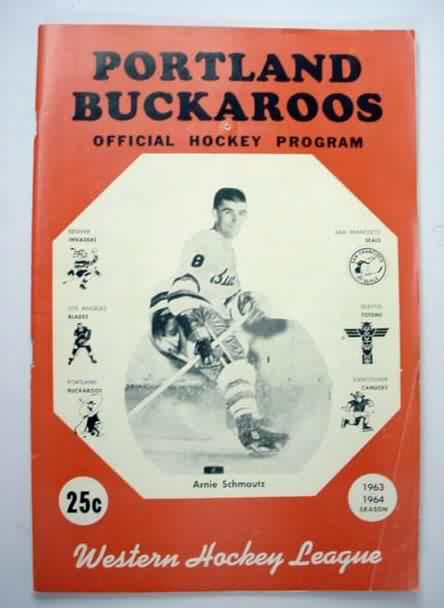 PORTLAND
BUCKAROOS
OFFICIAL HOCKEY PROGRAM
DENVER
INVADERS
SAN FRANCISCO
SEALS
LOS ANGELES
BLADES
SEATTLE
TOTEMS
PORTLAND
BUCKAROOS
VANCOUVER
CANUCKS
8
Arnie Schmautz
25c
1963
1964
SEASON
Western Hockey League